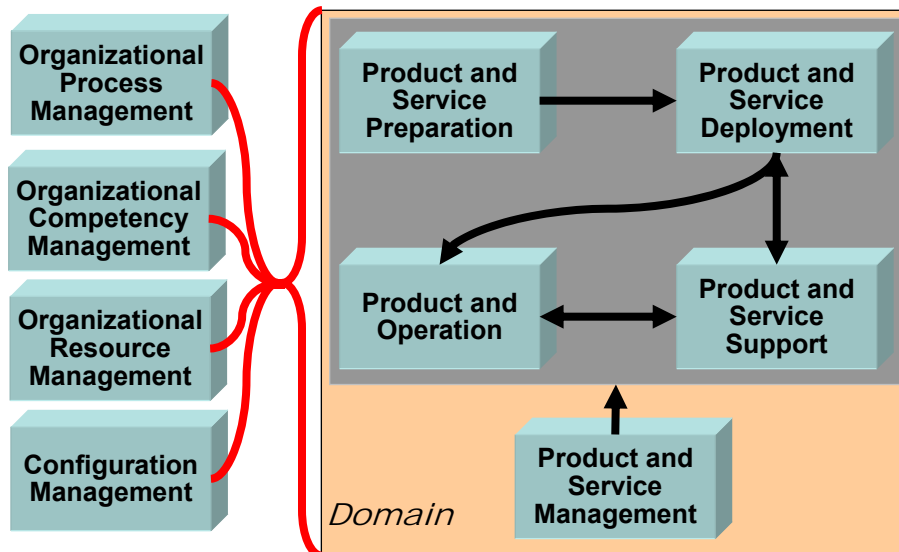 Organizational
Process
Management
Organizational
Competency
Management
Organizational
Resource
Management
Configuration
Management
Product and
Service
Preparation
Product and
Service
Deployment
Product and
Operation
Product and
Service
Support
Product and
Service
Management
Domain